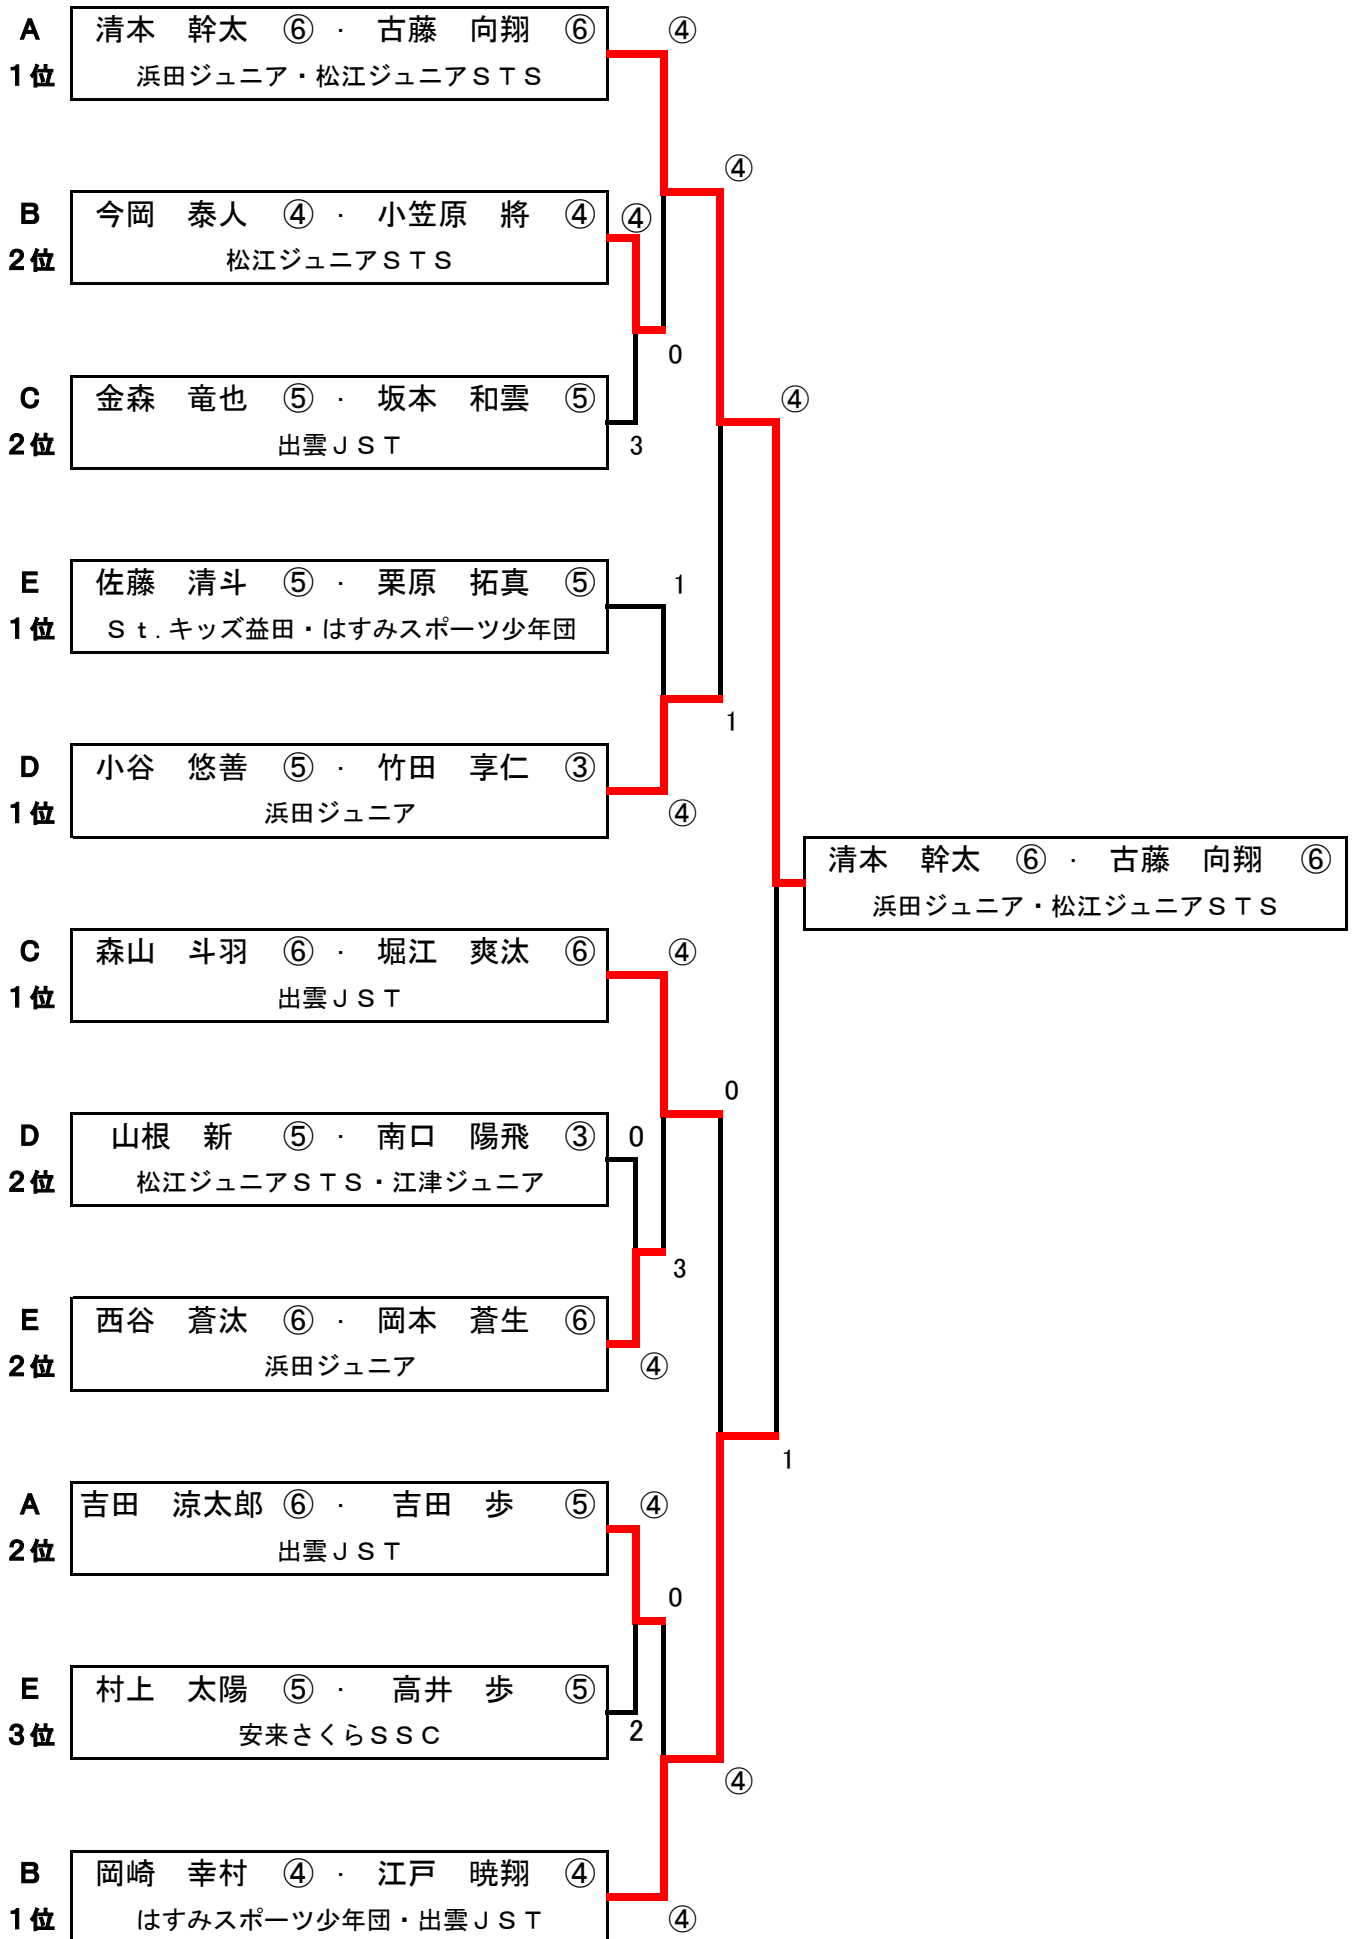 A
清本　幹太　⑥　・　古藤　向翔　⑥
④
1位
浜田ジュニア・松江ジュニアＳＴＳ
④
B
今岡　泰人　④　・　小笠原　將　④
④
2位
松江ジュニアＳＴＳ
0
C
金森　竜也　⑤　・　坂本　和雲　⑤
④
2位
出雲ＪＳＴ
3
E
佐藤　清斗　⑤　・　栗原　拓真　⑤
1
1位
Ｓｔ.キッズ益田・はすみスポーツ少年団
1
D
小谷　悠善　⑤　・　竹田　享仁　③
1位
浜田ジュニア
④
清本　幹太　⑥　・　古藤　向翔　⑥
浜田ジュニア・松江ジュニアＳＴＳ
C
森山　斗羽　⑥　・　堀江　爽汰　⑥
④
1位
出雲ＪＳＴ
0
D
山根　新　⑤　・　南口　陽飛　③
0
2位
松江ジュニアＳＴＳ・江津ジュニア
3
E
西谷　蒼汰　⑥　・　岡本　蒼生　⑥
2位
浜田ジュニア
④
1
A
吉田　涼太郎　⑥　・　吉田　歩　⑤
④
2位
出雲ＪＳＴ
0
E
村上　太陽　⑤　・　高井　歩　⑤
3位
安来さくらＳＳＣ
2
④
B
岡崎　幸村　④　・　江戸　暁翔　④
1位
はすみスポーツ少年団・出雲ＪＳＴ
④